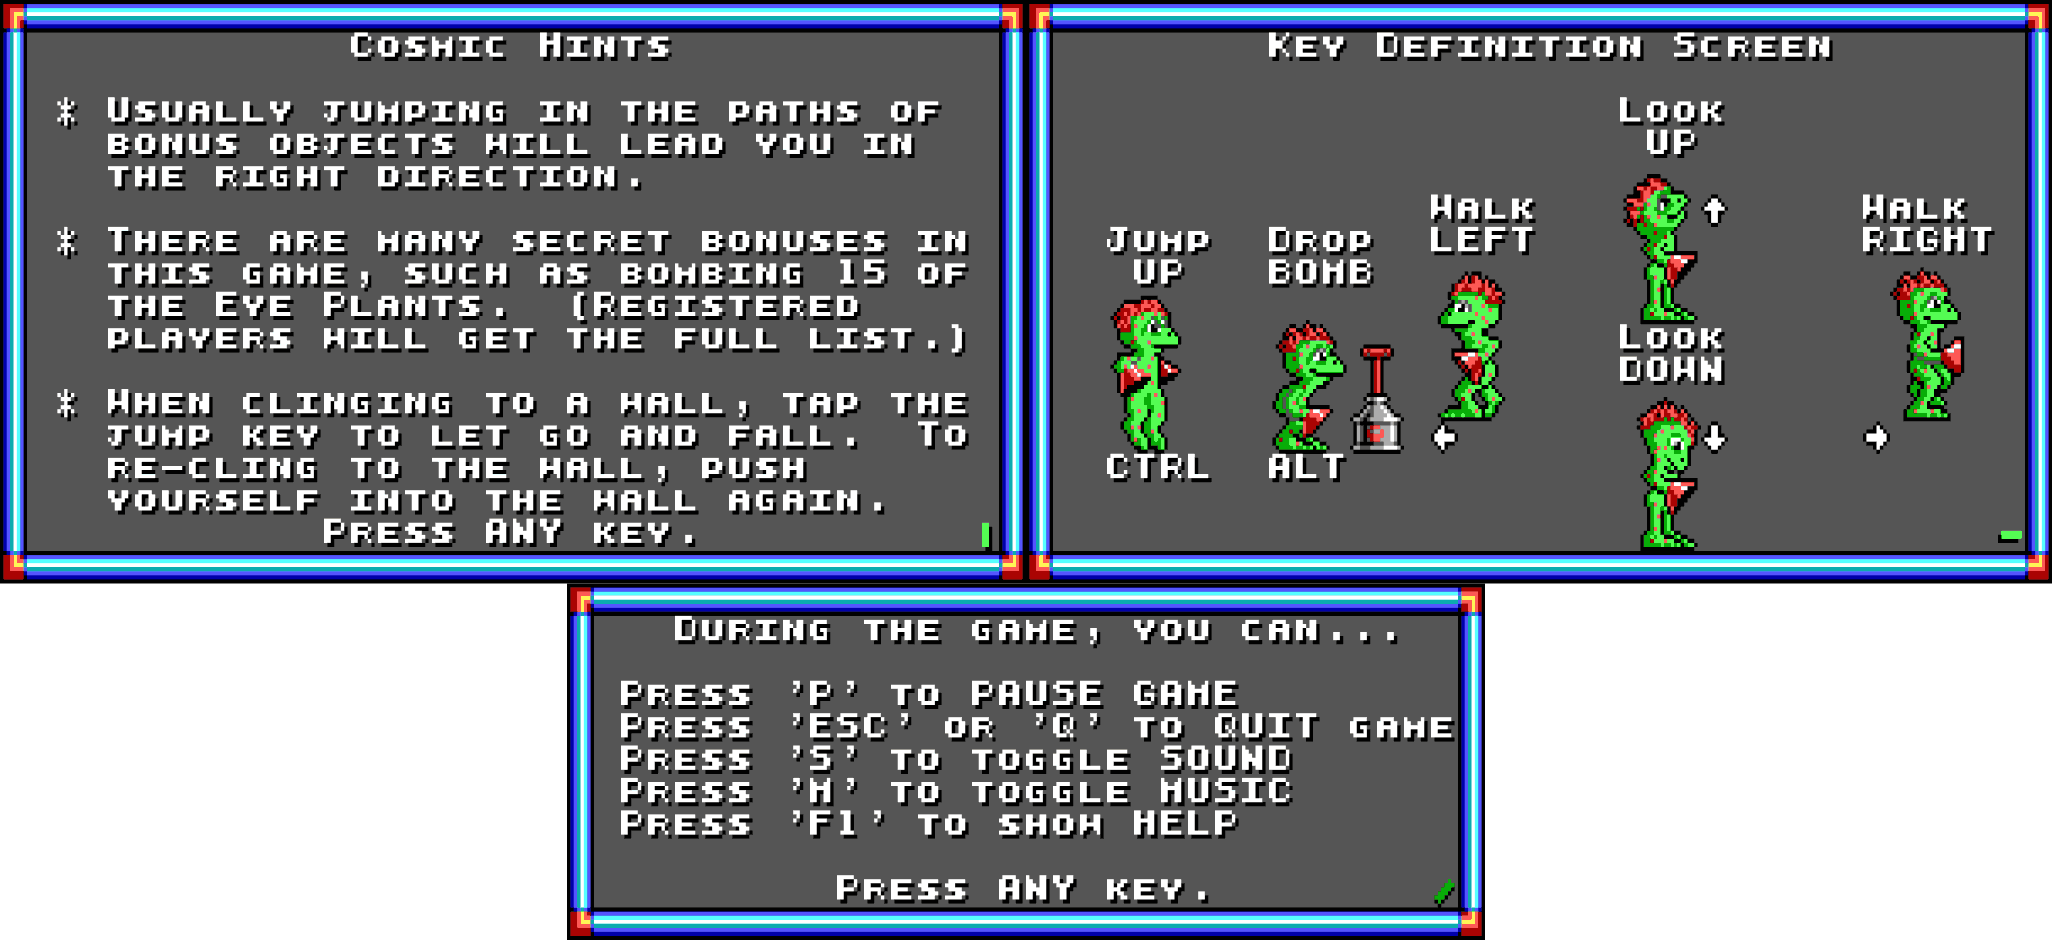 Cosmic Hints
* Usually jumping in the paths of
bonus objects will lead you in
the right direction.
* There are many secret bonuses in
this game, such as bombing 15 of
the Eye Plants.  (Registered
players will get the full list.)
* When clinging to a wall, tap the
jump key to let go and fall.  To
re-cling to the wall, push
yourself into the wall again.
Press ANY key.
Key Definition Screen
Look
Up
Walk
Left
Walk
Right
Jump
Up
Drop
Bomb
Look
Down
CTRL
ALT
During the game, you can...
Press 'P' to PAUSE GAME
Press 'ESC' or 'Q' to QUIT game
Press 'S' to toggle SOUND
Press 'M' to toggle MUSIC
Press 'F1' to show HELP
Press ANY key.